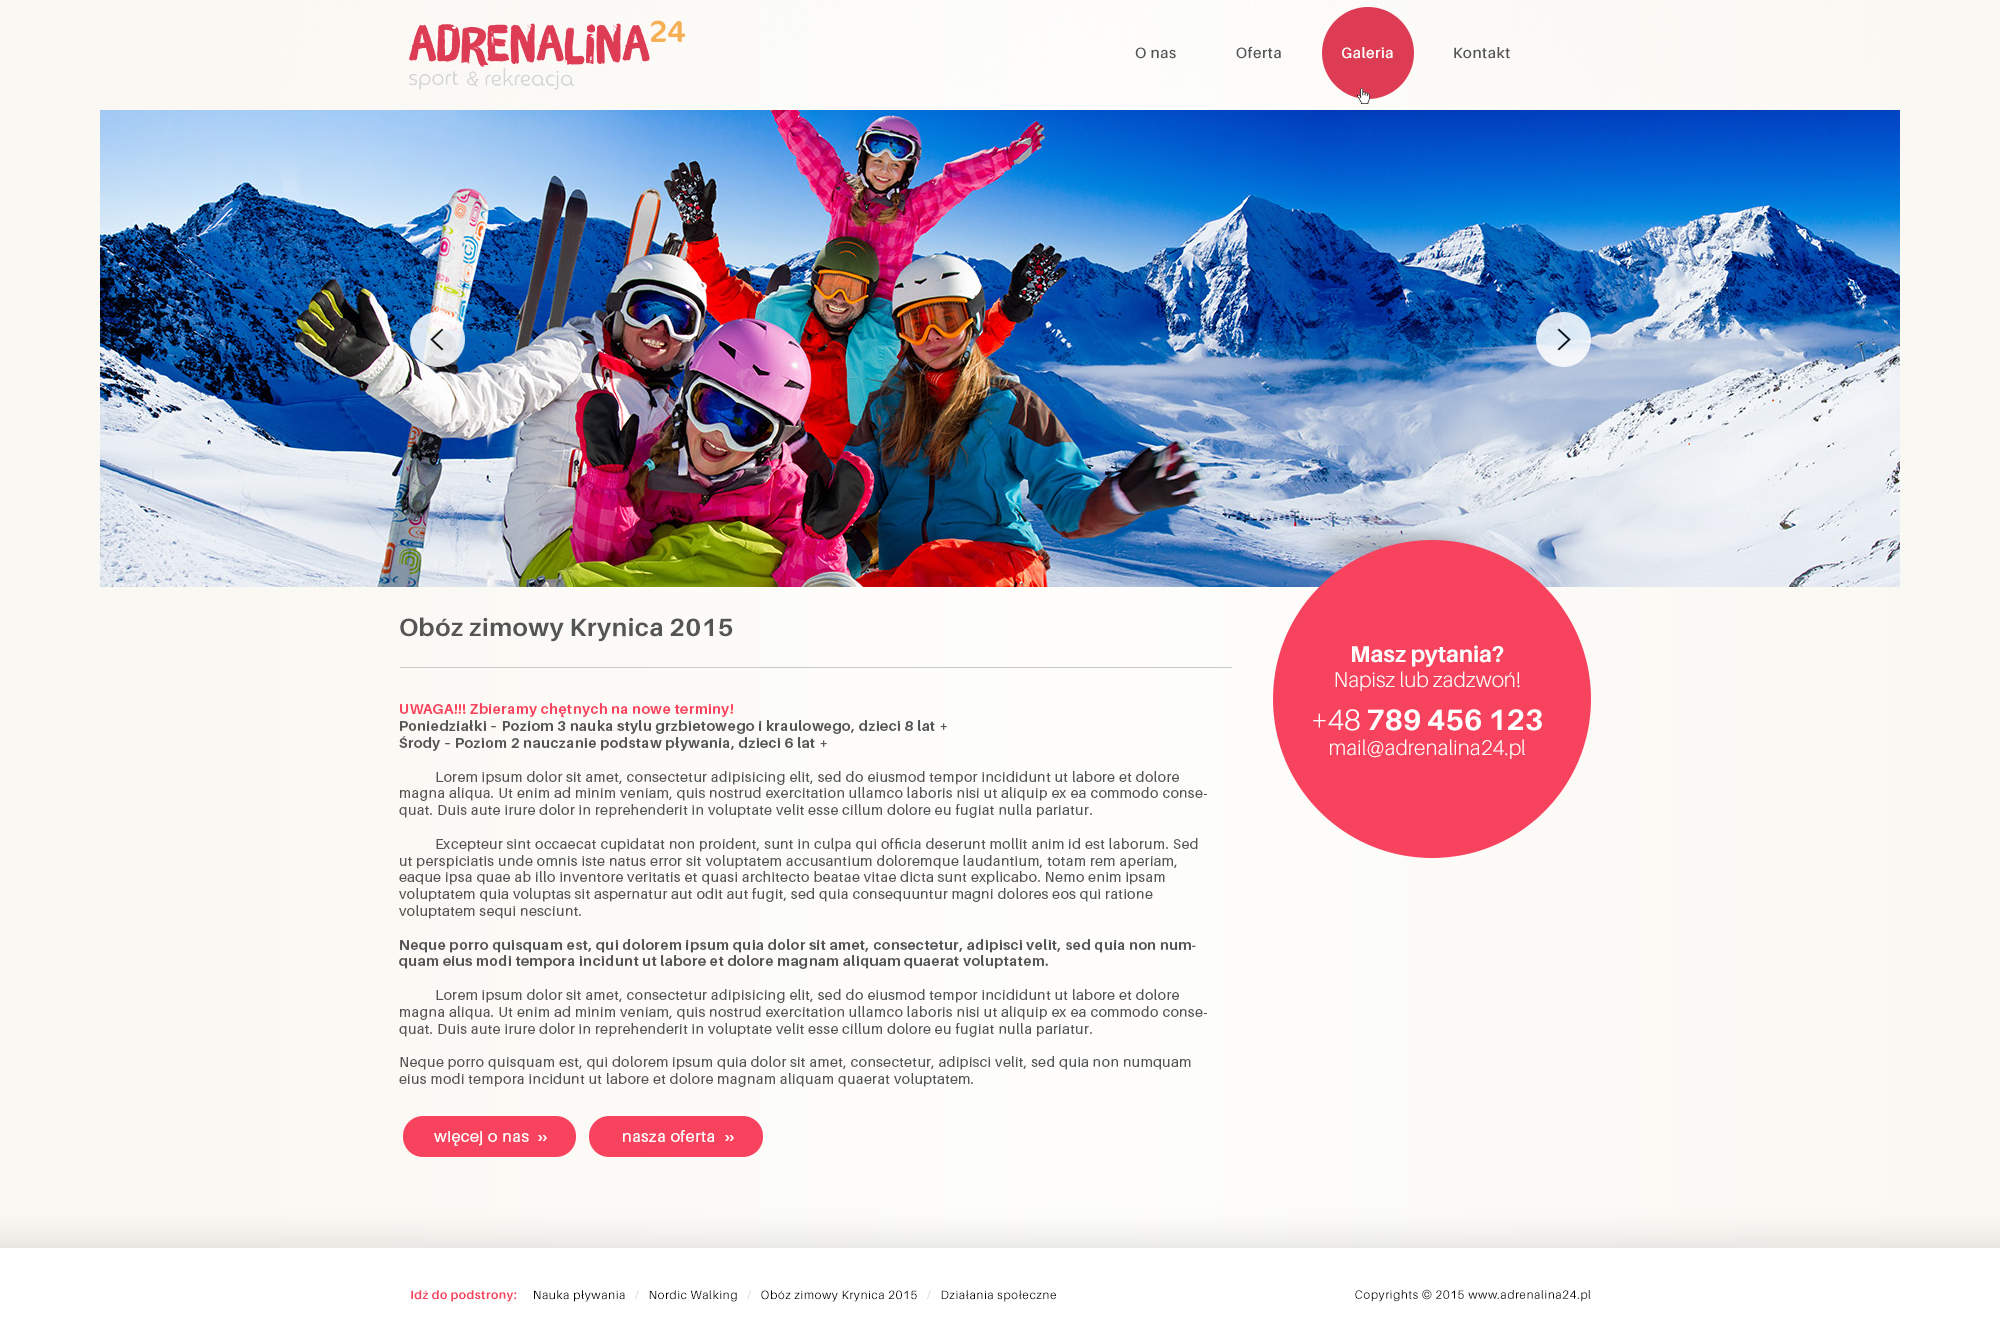 ADRENALINA24
sport & rekreacja
O nas
Oferta
Galeria
Kontakt
Obóz zimowy Krynica 2015
UWAGA!!! Zbieramy chętnych na nowe terminy!
Poniedziałki - Poziom 3 nauka stylu grzbietowego i kraulowego, dzieci 8 lat +
Środy - Poziom 2 nauczanie podstaw pływania, dzieci 6 lat +
Lorem ipsum dolor sit amet, consectetur adipisicing elit, sed do eiusmod tempor incididunt ut labore et dolore
magna aliqua. Ut enim ad minim veniam, quis nostrud exercitation ullamco laboris nisi ut aliquip ex ea commodo conse-
quat. Duis aute irure dolor in reprehenderit in voluptate velit esse cillum dolore eu fugiat nulla pariatur.
Excepteur sint occaecat cupidatat non proident, sunt in culpa qui officia deserunt mollit anim id est laborum. Sed
ut perspiciatis unde omnis iste natus error sit voluptatem accusantium doloremque laudantium, totam rem aperiam,
eaque ipsa quae ab illo inventore veritatis et quasi architecto beatae vitae dicta sunt explicabo. Nemo enim ipsam
voluptatem quia voluptas sit aspernatur aut odit aut fugit, sed quia consequuntur magni dolores eos qui ratione
voluptatem sequi nesciunt.
Neque porro quisquam est, qui dolorem ipsum quia dolor sit amet, consectetur, adipisci velit, sed quia non num-
quam eius modi tempora incidunt ut labore et dolore magnam aliquam quaerat voluptatem.
Lorem ipsum dolor sit amet, consectetur adipisicing elit, sed do eiusmod tempor incididunt ut labore et dolore
magna aliqua. Ut enim ad minim veniam, quis nostrud exercitation ullamco laboris nisi ut aliquip ex ea commodo conse-
quat. Duis aute irure dolor in reprehenderit in voluptate velit esse cillum dolore eu fugiat nulla pariatur.
Neque porro quisquam est, qui dolorem ipsum quia dolor sit amet, consectetur, adipisci velit, sed quia non numquam
eius modi tempora incidunt ut labore et dolore magnam aliquam quaerat voluptatem.
więcej o nas »
nasza oferta »
Masz pytania?
Napisz lub zadzwoń!
+48 789 456 123
mail@adrenalina24.pl
Idź do podstrony: Nauka pływania / Nordic Walking / Obóz zimowy Krynica 2015 / Działania społeczne
Copyrights © 2015 www.adrenalina24.pl